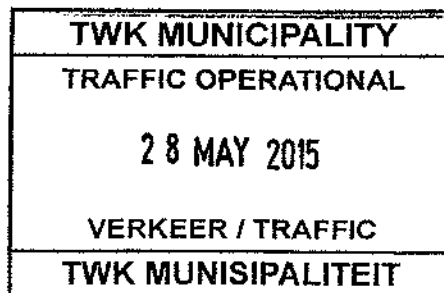 TWK MUNICIPALITY
TRAFFIC OPERATIONAL
28 MAY 2015
VERKEER / TRAFFIC
TWK MUNISIPALITEIT